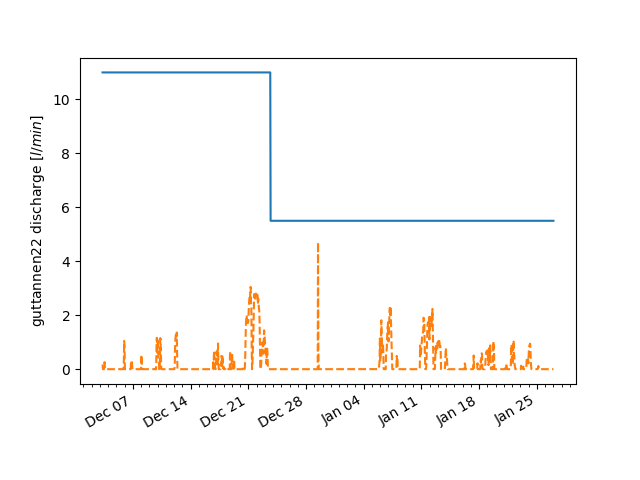 guttannen22 discharge [l/min]
10
8
6
4
2
0
Dec 07
Dec 14
Dec 21
Dec 28
Jan 04
Jan 11
Jan 18
Jan 25